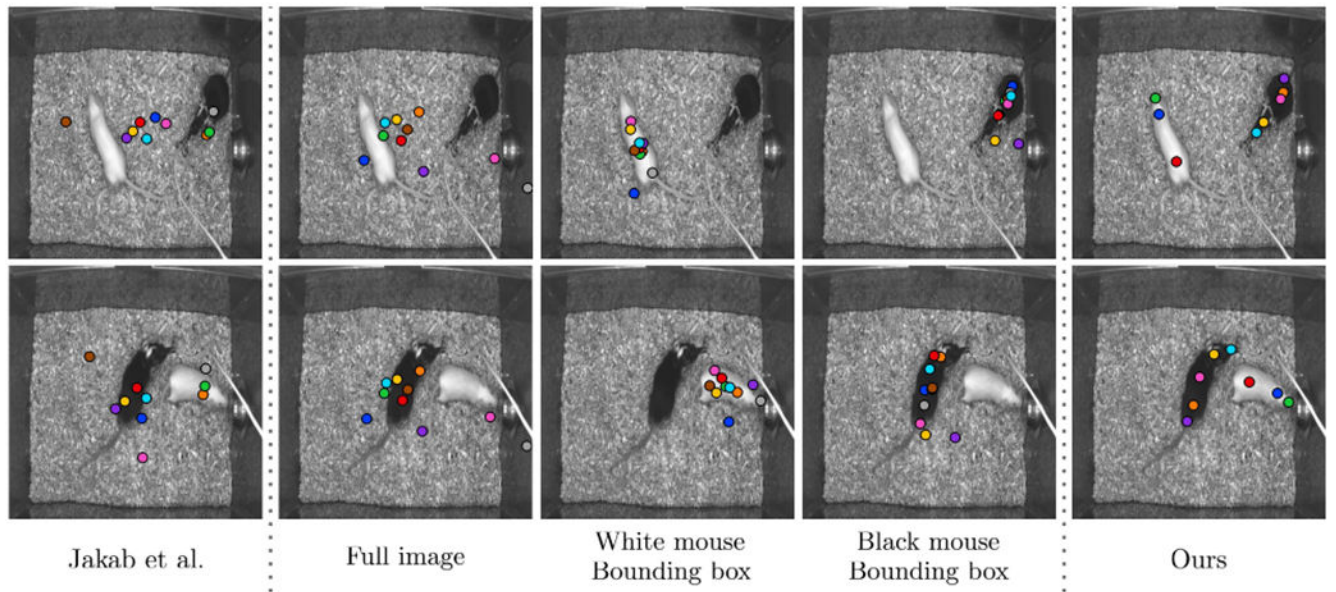 Jakab et al.
Full image
White mouse
Bounding box
Black mouse
Bounding box
Ours